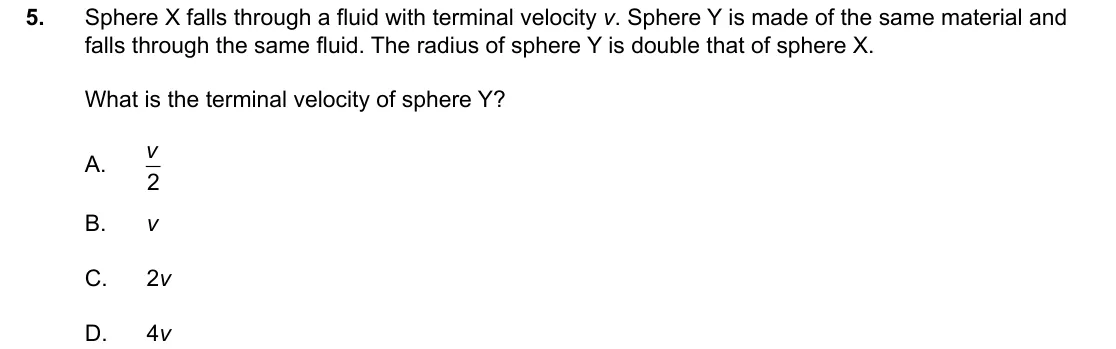 5. Sphere X falls through a fluid with terminal velocity v. Sphere Y is made of the same material and
falls through the same fluid. The radius of sphere Y is double that of sphere X.
What is the terminal velocity of sphere Y?
A. v/2
B. v
C. 2v
D. 4v